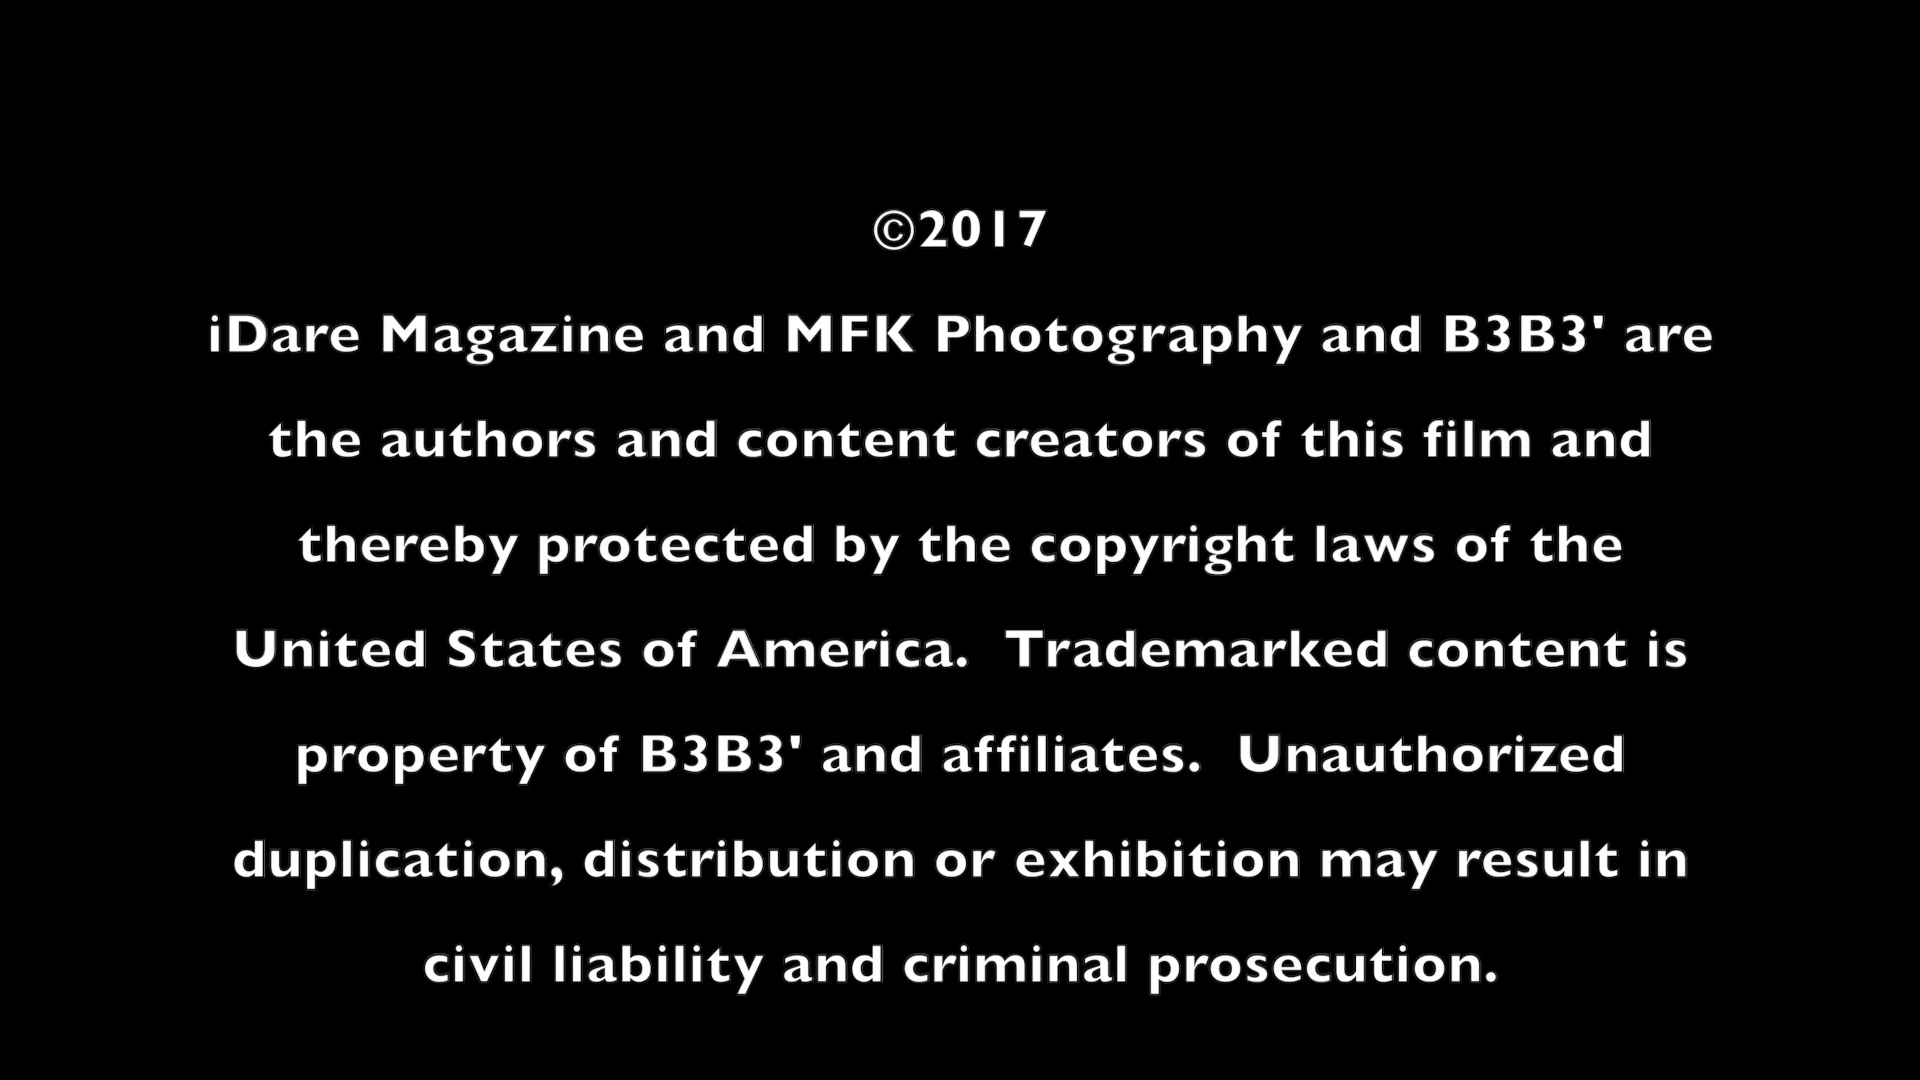 ©2017
iDare Magazine and MFK Photography and B3B3' are
the authors and content creators of this film and
thereby protected by the copyright laws of the
United States of America.  Trademarked content is
property of B3B3' and affiliates.  Unauthorized
duplication, distribution or exhibition may result in
civil liability and criminal prosecution.